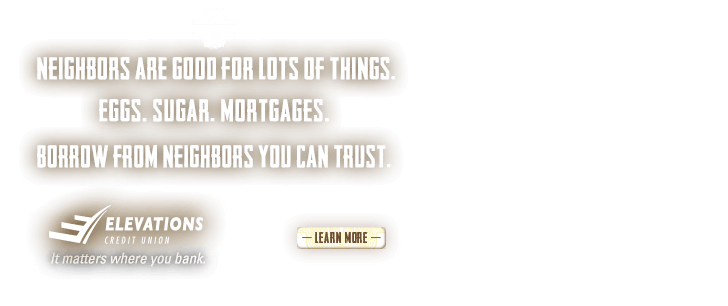 NEIGHBORS ARE GOOD FOR LOTS OF THINGS.
EGGS. SUGAR. MORTGAGES.
BORROW FROM NEIGHBORS YOU CAN TRUST.
ELEVATIONS
CREDIT UNION
It matters where you bank.
— LEARN MORE —